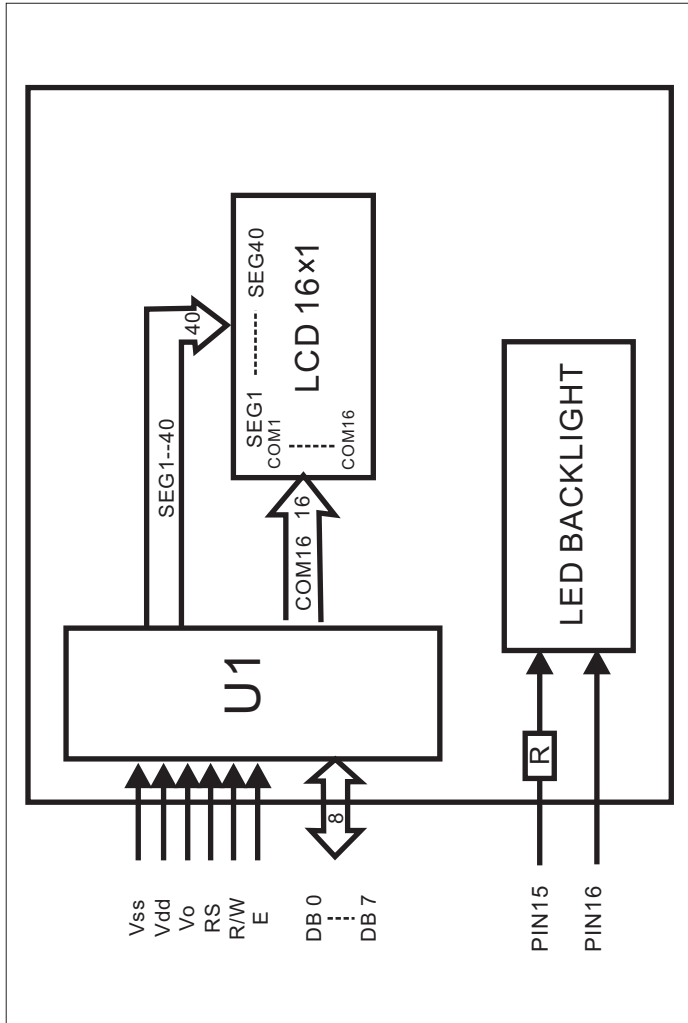 Vss
Vdd
Vo
RS
R/W
E
DB 0
DB 7
8
U1
SEG1--40
40
COM16 16
SEG1 SEG40
COM1
COM16
LCD 16×1
PIN15
PIN16
R
LED BACKLIGHT